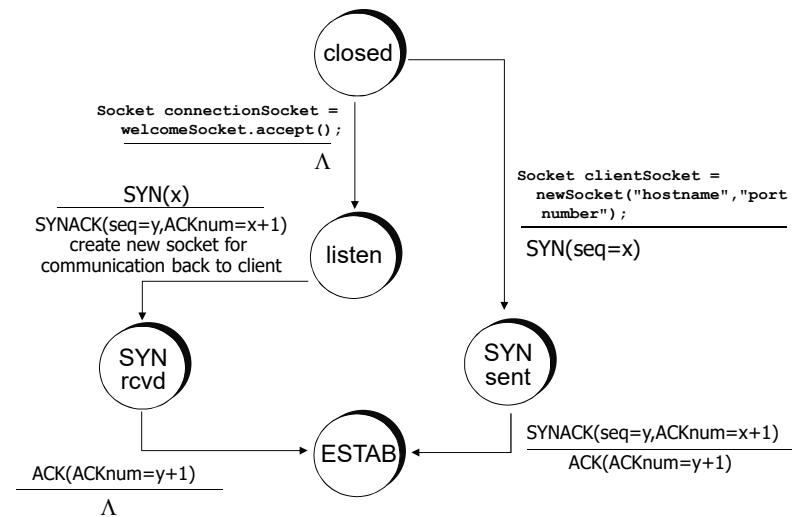 closed
Socket connectionSocket =
welcomeSocket.accept();
Λ
Socket clientSocket =
newSocket("hostname","port
number");
SYN(seq=x)
SYN(x)
SYNACK(seq=y,ACKnum=x+1)
create new socket for
communication back to client
listen
SYN
rcvd
SYN
sent
ESTAB
SYNACK(seq=y,ACKnum=x+1)
ACK(ACKnum=y+1)
ACK(ACKnum=y+1)
Λ